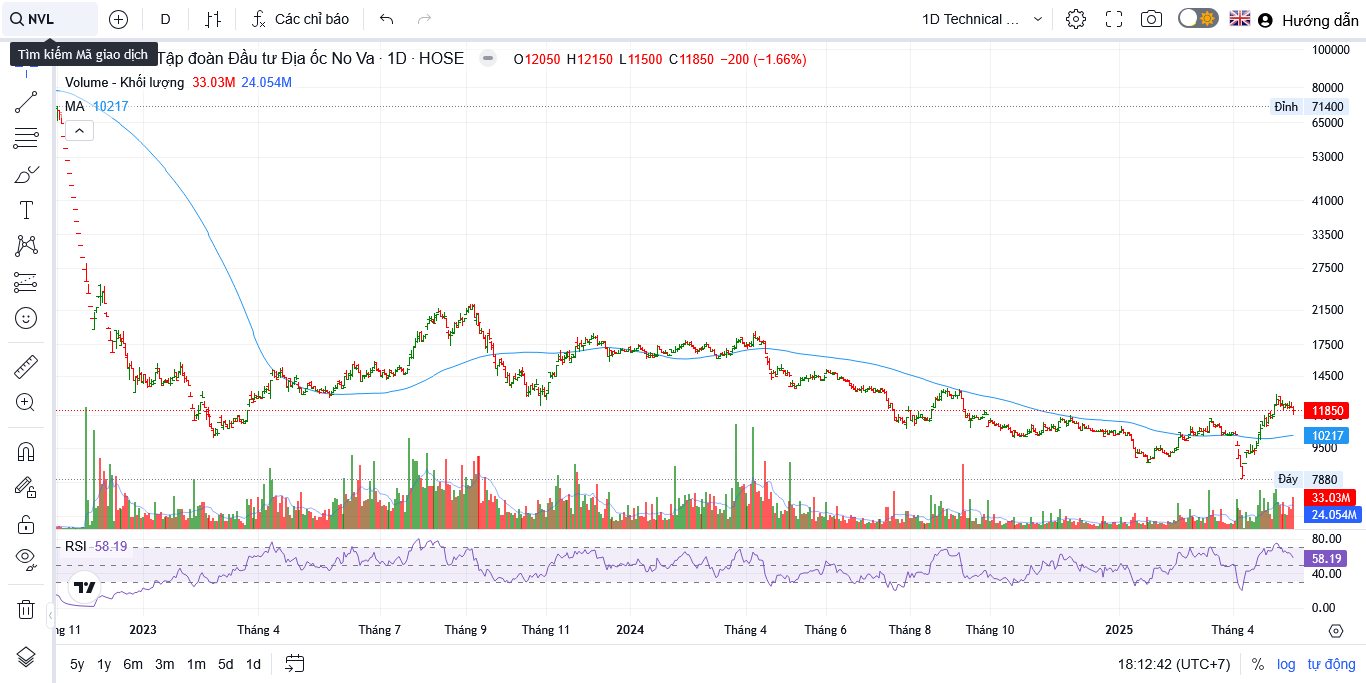 NVL
D
Các chỉ báo
1D Technical ...
Hướng dẫn
Tìm kiếm Mã giao dịch
Tập đoàn Đầu tư Địa ốc No Va · 1D · HOSE
O12050 H12150 L11500 C11850 −200 (−1.66%)
Volume - Khối lượng 33.03M 24.054M
MA 10217
100000
80000
Đỉnh 71400
65000
53000
41000
33500
27500
21500
17500
14500
11850
10217
9500
Đáy 7880
33.03M
24.054M
RSI 58.19
80.00
58.19
40.00
0.00
ng 11 2023 Tháng 4 Tháng 7 Tháng 9 Tháng 11 2024 Tháng 4 Tháng 6 Tháng 8 Tháng 10 2025 Tháng 4
5y 1y 6m 3m 1m 5d 1d
18:12:42 (UTC+7) % log tự động